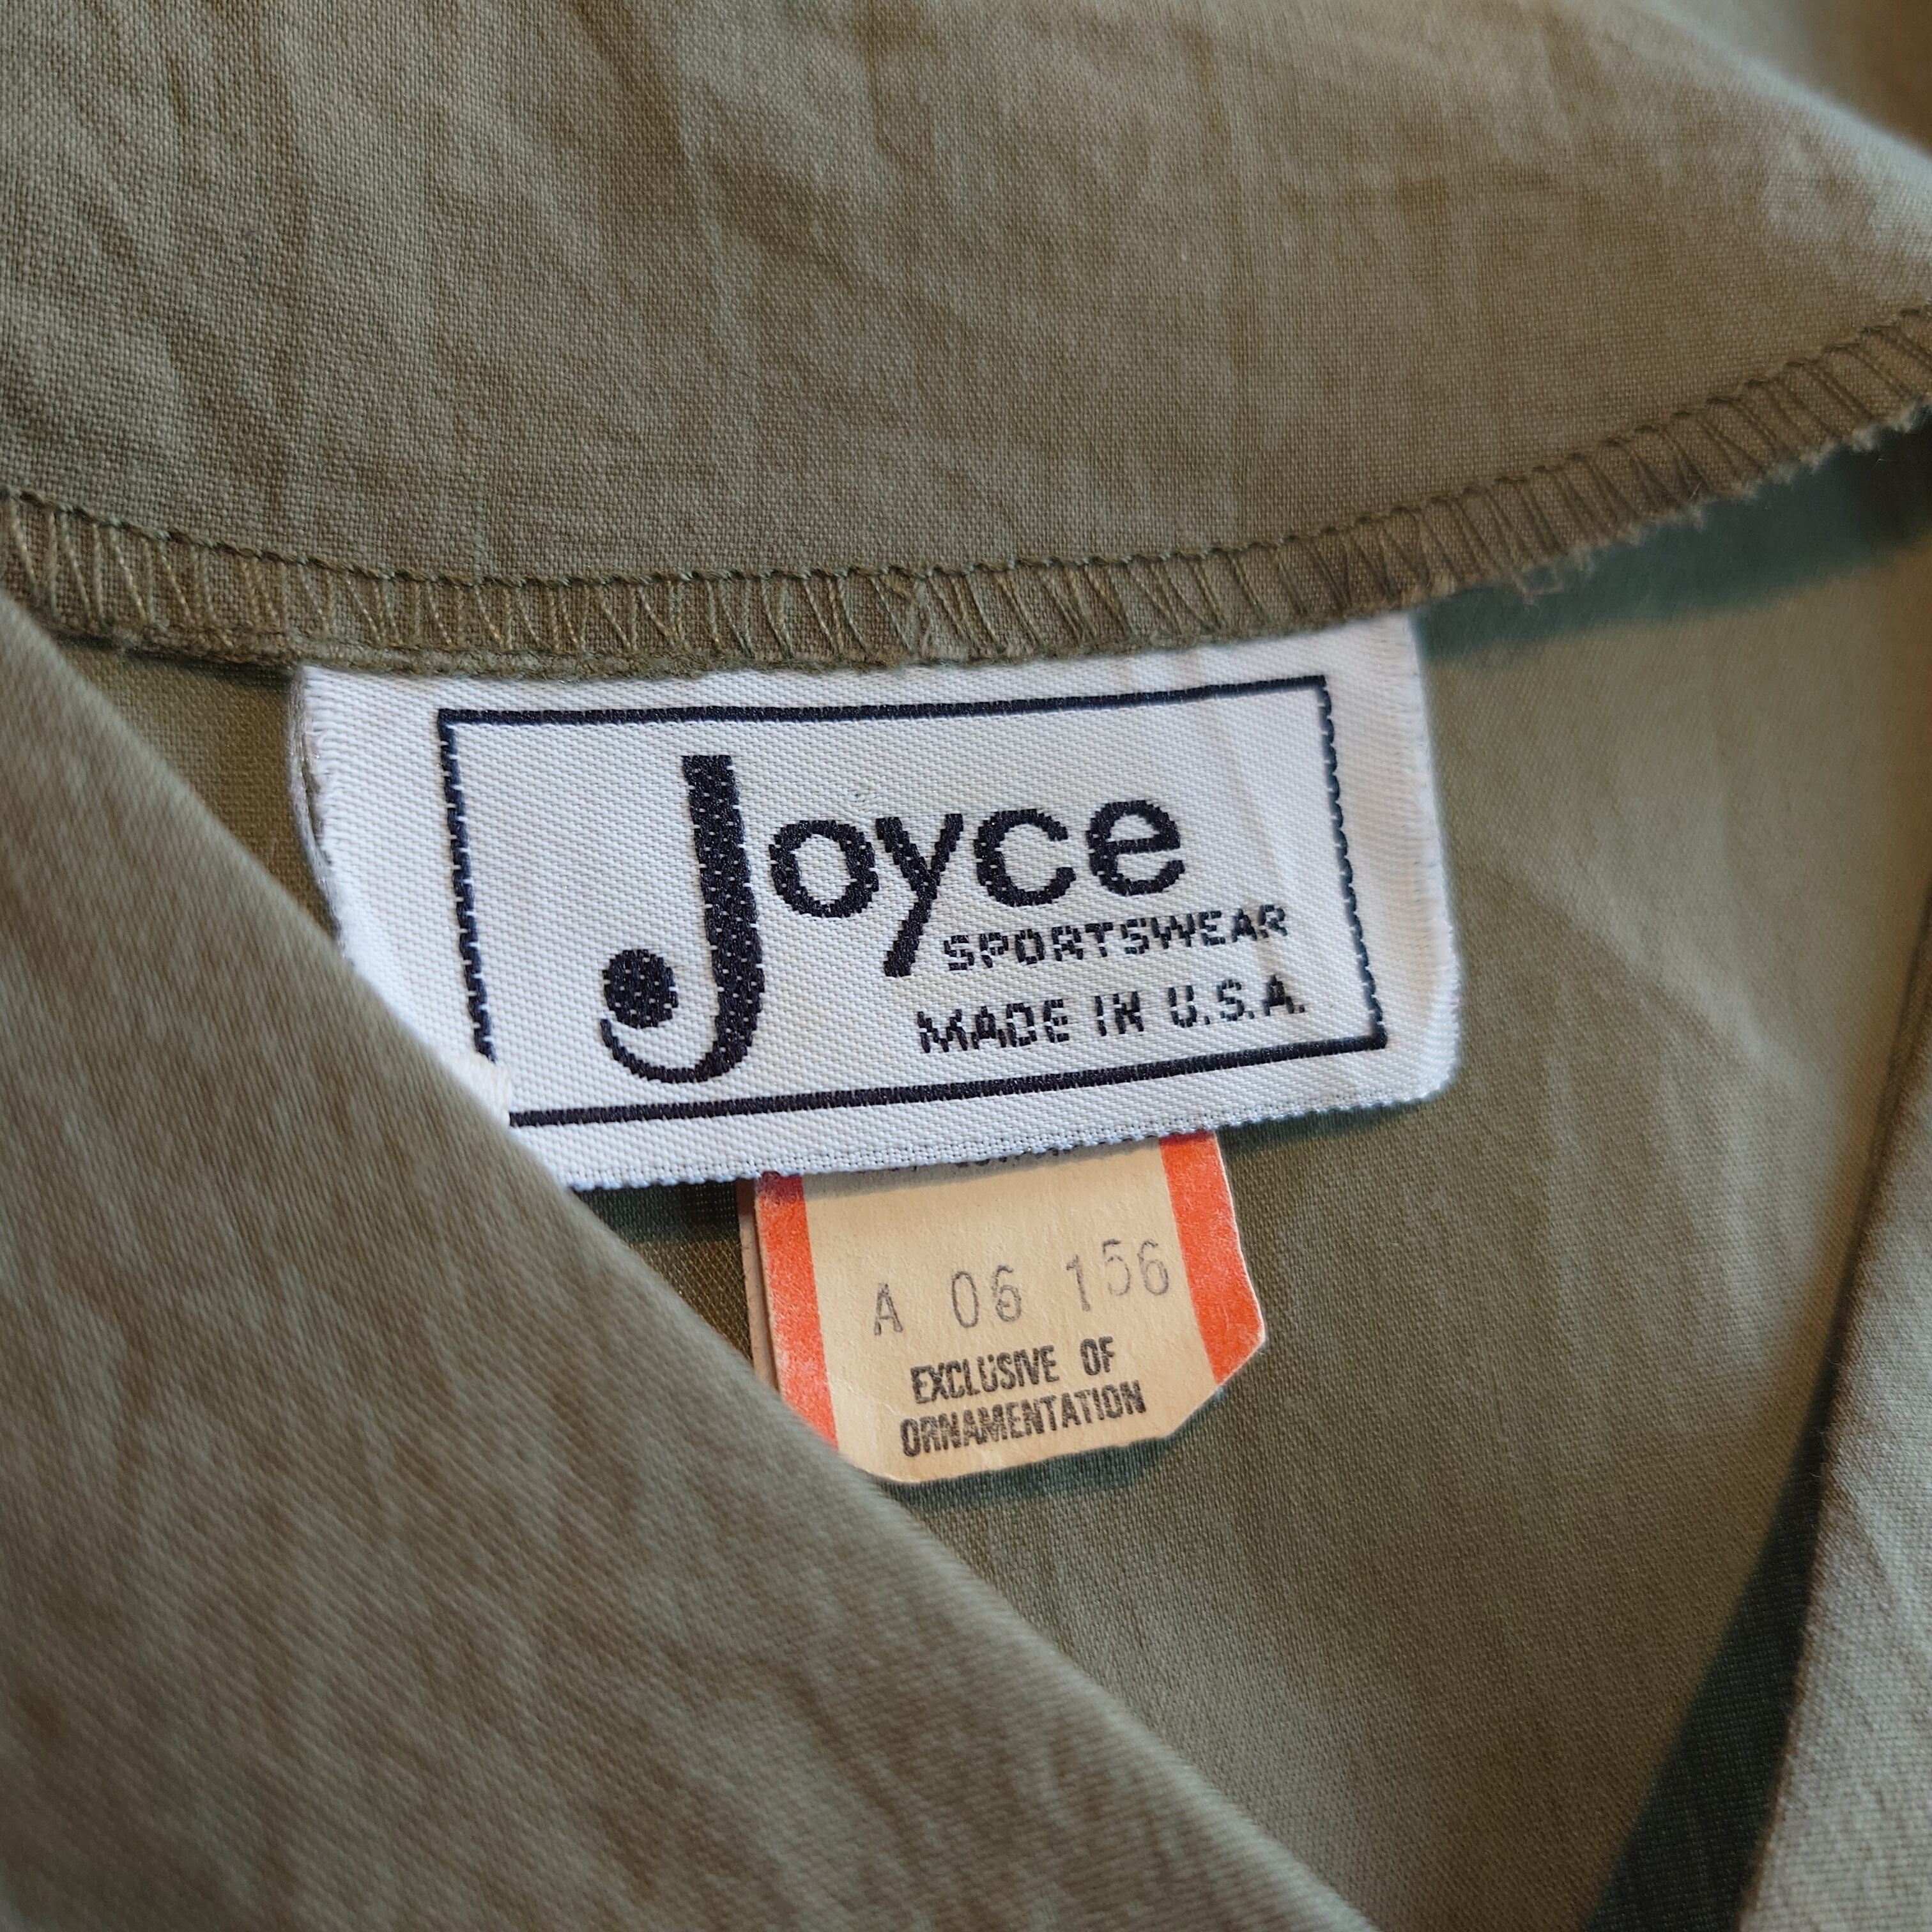 Joyce
SPORTSWEAR
MADE IN U.S.A.
A 06 156
EXCLUSIVE OF
ORNAMENTATION